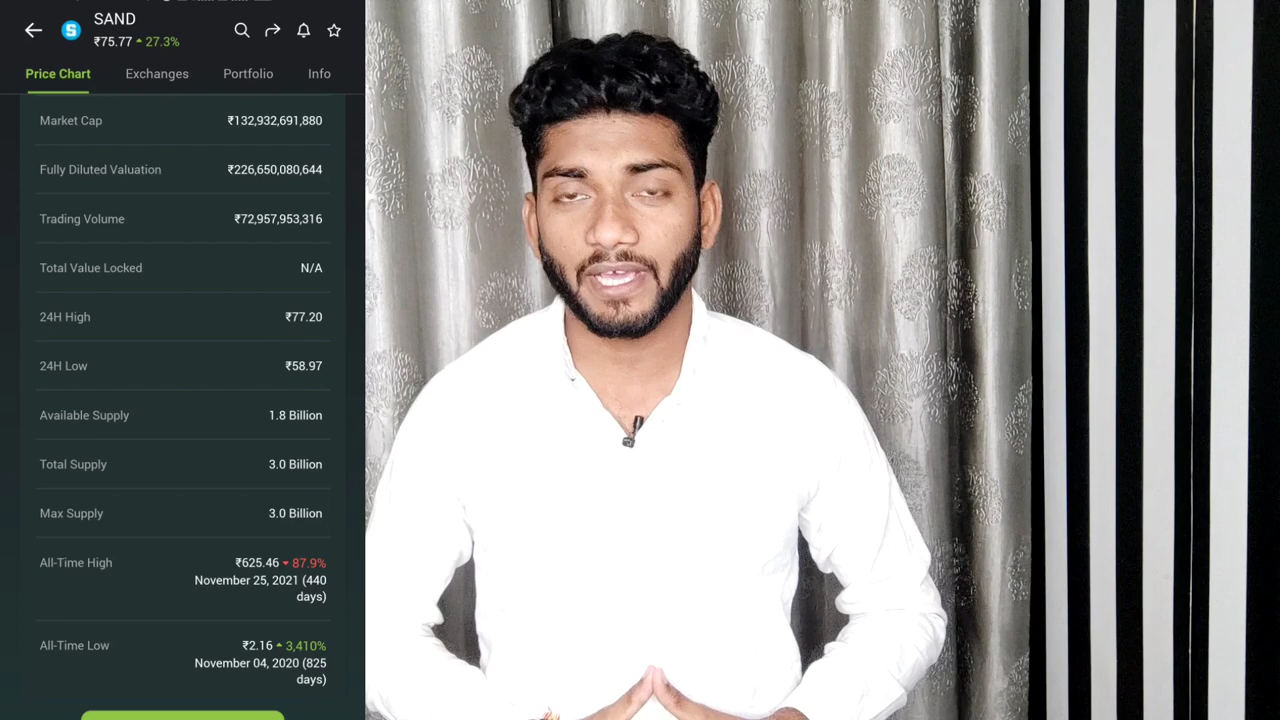 SAND
₹75.77 27.3%
Price Chart Exchanges Portfolio Info
Market Cap ₹132,932,691,880
Fully Diluted Valuation ₹226,650,080,644
Trading Volume ₹72,957,953,316
Total Value Locked N/A
24H High ₹77.20
24H Low ₹58.97
Available Supply 1.8 Billion
Total Supply 3.0 Billion
Max Supply 3.0 Billion
All-Time High ₹625.46 87.9%
November 25, 2021 (440
days)
All-Time Low ₹2.16 3,410%
November 04, 2020 (825
days)